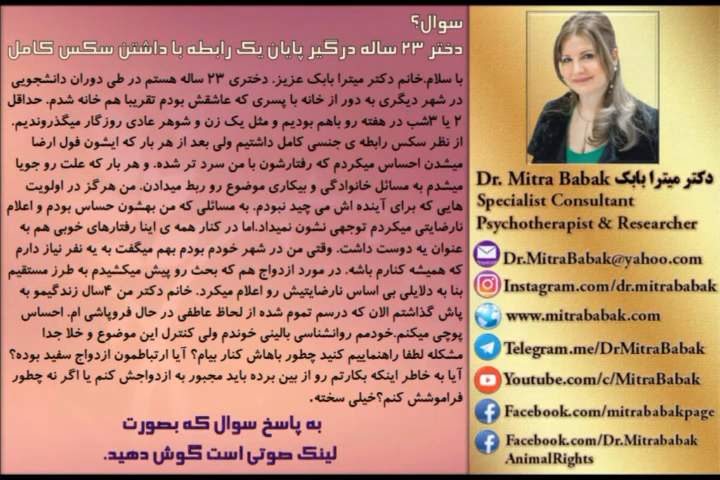 سوال؟
دختر ۲۳ ساله درگیر پایان یک رابطه با داشتن سکس کامل
با سلام.خانم دکتر میترا بابک عزیز. دختری ۲۳ ساله هستم در طی دوران دانشجویی
در شهر دیگری به دور از خانه با پسری که عاشقش بودم تقریبا هم خانه شدم. حداقل
۲ یا ۳شب در هفته رو باهم بودیم و مثل یک زن و شوهر عادی روزگار میگذروندیم.
از نظر سکس رابطه ی جنسی کامل داشتیم ولی بعد از هر بار که ایشون فول ارضا
میشدن احساس میکردم که رفتارشون با من سرد تر شده. و هر بار که علت رو جویا
میشدم به مسائل خانوادگی و بیکاری موضوع رو ربط میدادن. من هرگز در اولویت
هایی که برای آینده اش می چید نبودم. به مسائلی که من بهشون حساس بودم و اعلام
نارضایتی میکردم توجهی نشون نمیداد.اما در کنار همه ی اینا رفتارهای خوبی هم به
عنوان یه دوست داشت. وقتی من در شهر خودم بودم بهم میگفت به یه نفر نیاز دارم
که همیشه کنارم باشه. در مورد ازدواج هم که بحث رو پیش میکشیدم به طرز مستقیم
بنا به دلایلی بی اساس نارضایتیش رو اعلام میکرد. خانم دکتر من ۴سال زندگیمو به
پاش گذاشتم الان که درسم تموم شده از لحاظ عاطفی در حال فروپاشی ام. احساس
پوچی میکنم.خودمم روانشناسی بالینی خوندم ولی کنترل این موضوع و خلا جدا
مشکله لطفا راهنماییم کنید چطور باهاش کنار بیام؟ آیا ارتباطمون ازدواج سفید بوده؟
آیا به خاطر اینکه بکارتم رو از بین برده باید مجبور به ازدواجش کنم یا اگر نه چطور
فراموشش کنم؟خیلی سخته.
به پاسخ سوال که بصورت
لینک صوتی است گوش دهید.
Dr. Mitra Babak دکتر میترا بابک
Specialist Consultant
Psychotherapist & Researcher
Dr.MitraBabak@yahoo.com
Instagram.com/dr.mitrababak
www.mitrababak.com
Telegram.me/DrMitraBabak
Youtube.com/c/MitraBabak
Facebook.com/mitrababakpage
Facebook.com/Dr.Mitrababak
AnimalRights